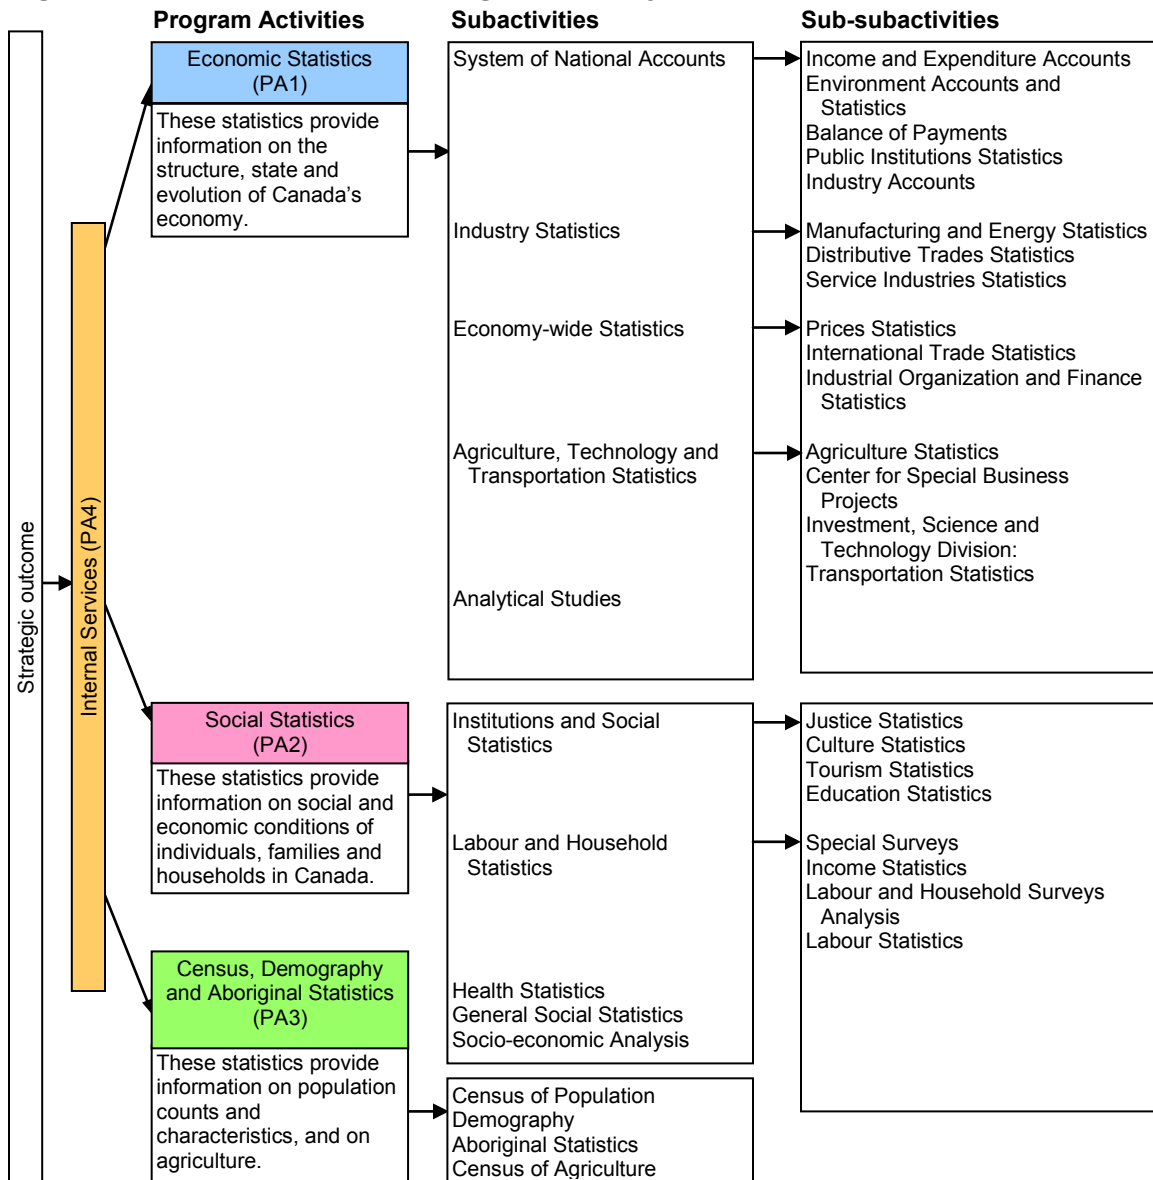 Program Activities
Subactivities
Sub-subactivities
Strategic outcome
Internal Services (PA4)
Economic Statistics
(PA1)
These statistics provide
information on the
structure, state and
evolution of Canada's
economy.
System of National Accounts
Industry Statistics
Economy-wide Statistics
Agriculture, Technology and
Transportation Statistics
Analytical Studies
Income and Expenditure Accounts
Environment Accounts and
Statistics
Balance of Payments
Public Institutions Statistics
Industry Accounts
Manufacturing and Energy Statistics
Distributive Trades Statistics
Service Industries Statistics
Prices Statistics
International Trade Statistics
Industrial Organization and Finance
Statistics
Agriculture Statistics
Center for Special Business
Projects
Investment, Science and
Technology Division:
Transportation Statistics
Social Statistics
(PA2)
These statistics provide
information on social and
economic conditions of
individuals, families and
households in Canada.
Institutions and Social
Statistics
Labour and Household
Statistics
Health Statistics
General Social Statistics
Socio-economic Analysis
Justice Statistics
Culture Statistics
Tourism Statistics
Education Statistics
Special Surveys
Income Statistics
Labour and Household Surveys
Analysis
Labour Statistics
Census, Demography
and Aboriginal Statistics
(PA3)
These statistics provide
information on population
counts and
characteristics, and on
agriculture.
Census of Population
Demography
Aboriginal Statistics
Census of Agriculture